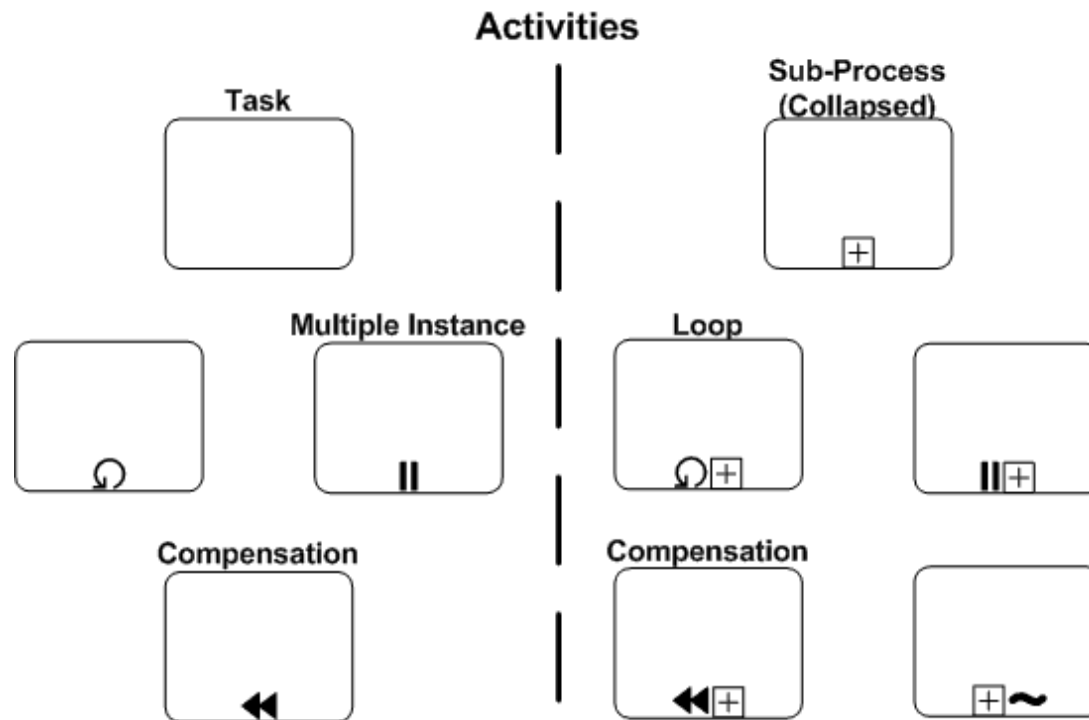 Activities
Task
Sub-Process
(Collapsed)
Multiple Instance
Loop
Compensation
Compensation